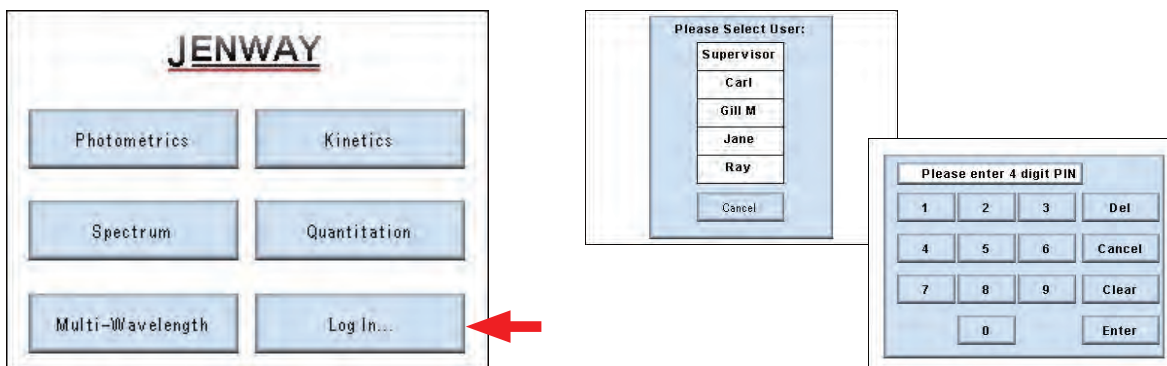 JENWAY
Photometrics Kinetics
Spectrum Quantitation
Multi-Wavelength Log In...
Please Select User:
Supervisor
Carl
Gill M
Jane
Ray
Cancel
Please enter 4 digit PIN
1 2 3 Del
4 5 6 Cancel
7 8 9 Clear
0 Enter